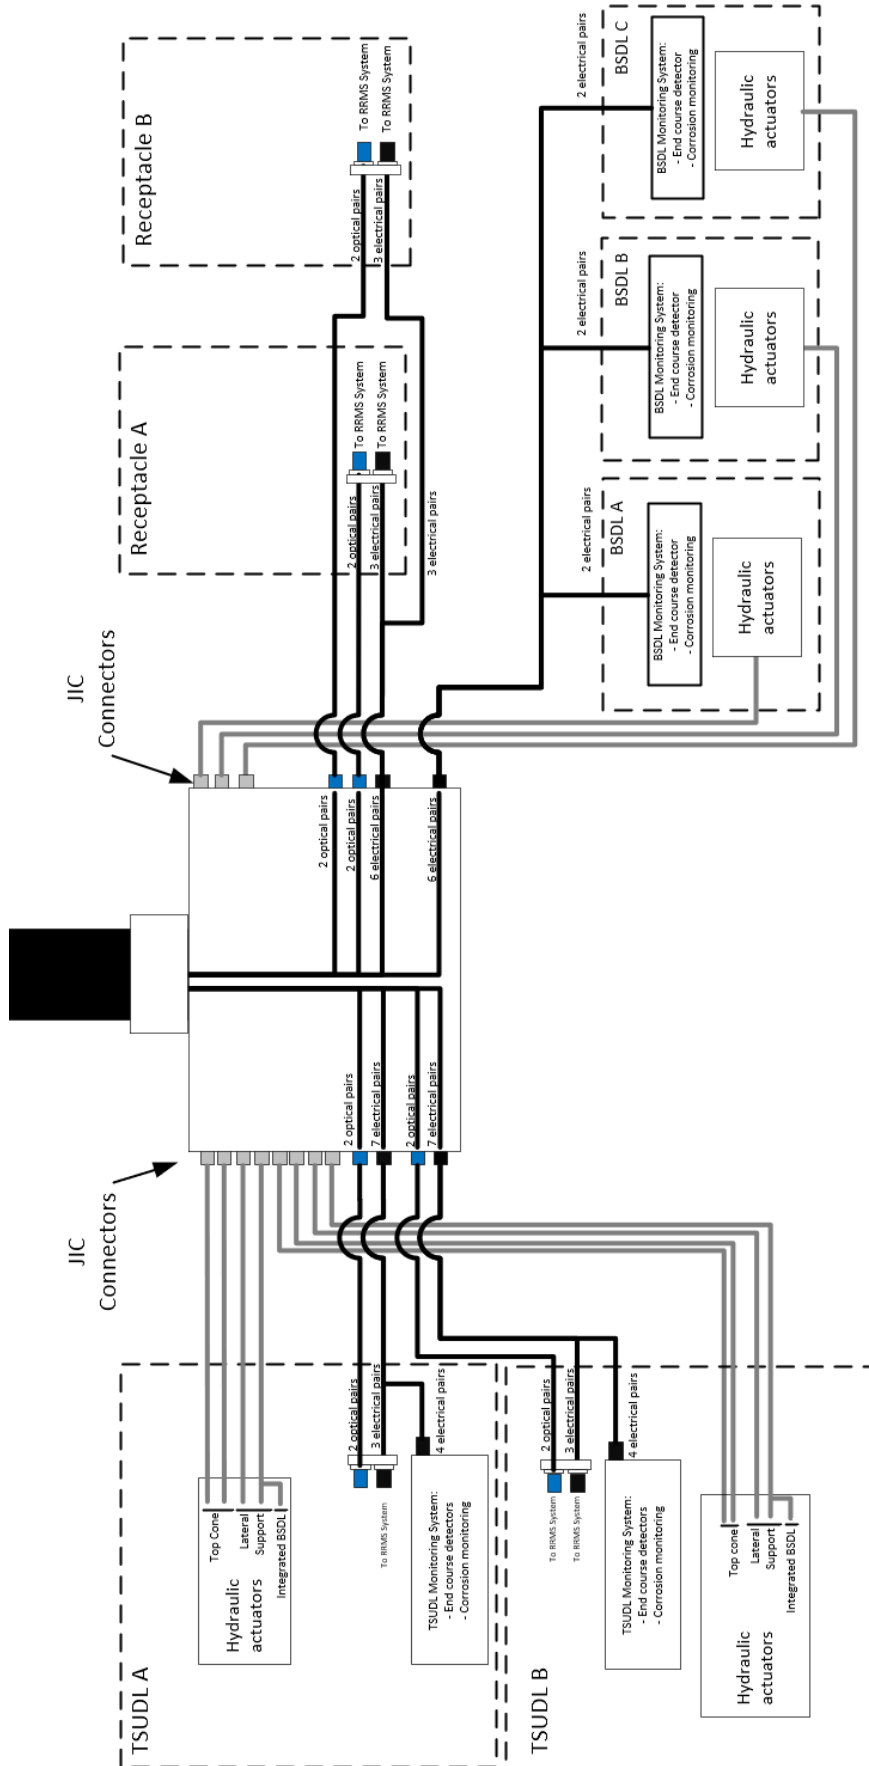 Receptacle B
To RRMS System
To RRMS System
2 optical pairs
3 electrical pairs
Receptacle A
To RRMS System
To RRMS System
2 optical pairs
3 electrical pairs
3 electrical pairs
2 electrical pairs
BSDL C
BSDL Monitoring System:
- End course detector
- Corrosion monitoring
Hydraulic
actuators
2 electrical pairs
BSDL B
BSDL Monitoring System:
- End course detector
- Corrosion monitoring
Hydraulic
actuators
2 electrical pairs
BSDL A
BSDL Monitoring System:
- End course detector
- Corrosion monitoring
Hydraulic
actuators
JIC
Connectors
2 optical pairs
2 optical pairs
6 electrical pairs
6 electrical pairs
2 optical pairs
7 electrical pairs
2 optical pairs
7 electrical pairs
JIC
Connectors
TSUDL A
Hydraulic
actuators
Top Cone
Lateral
Support
Integrated BSDL
2 optical pairs
3 electrical pairs
4 electrical pairs
To RRMS System
TSUDL Monitoring System:
- End course detectors
- Corrosion monitoring
TSUDL B
2 optical pairs
3 electrical pairs
4 electrical pairs
To RRMS System
To RRMS System
TSUDL Monitoring System:
- End course detectors
- Corrosion monitoring
Hydraulic
actuators
Top cone
Lateral
Support
Integrated BSDL